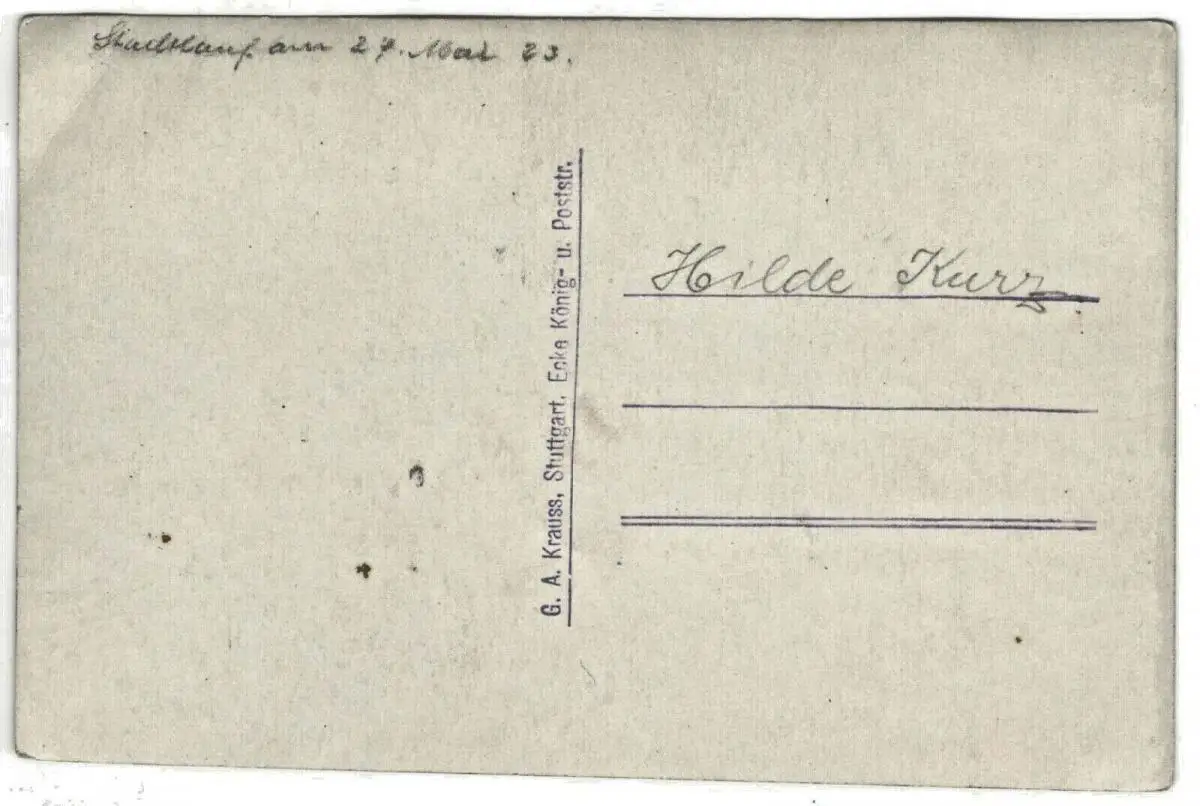 Stadtlauf am 27. Mai 23.
G. A. Krauss, Stuttgart, Ecke König- u. Poststr.
Hilde Kurz